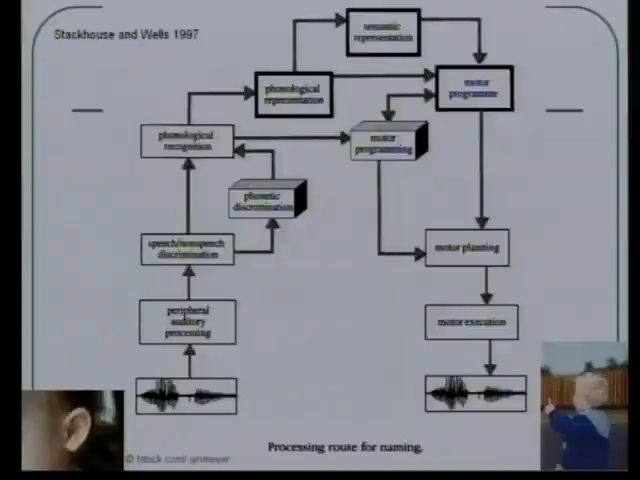 Stackhouse and Wells 1997
semantic
representation
phonological
representation
motor
programme
phonological
recognition
motor
programming
phonetic
discrimination
speech/nonspeech
discrimination
motor planning
peripheral
auditory
processing
motor execution
Processing route for naming.